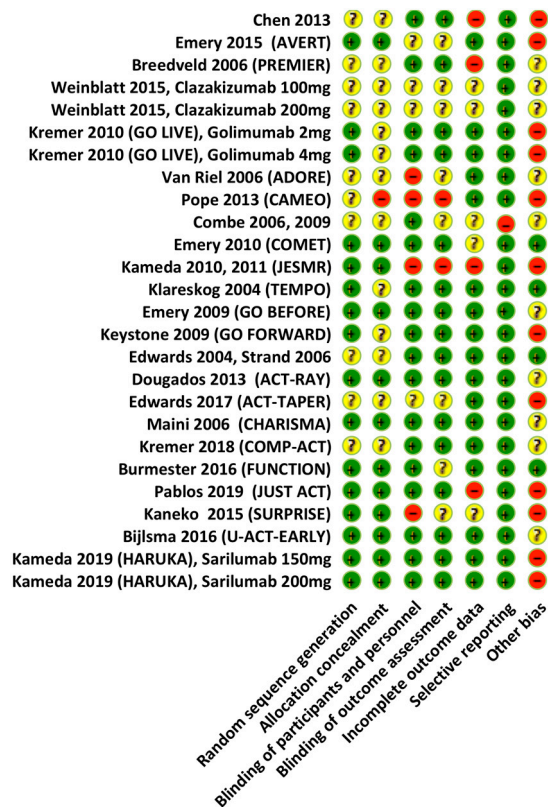 Chen 2013 ? ? + + - + -
Emery 2015 (AVERT) + + ? ? + + -
Breedveld 2006 (PREMIER) ? ? + + - + ?
Weinblatt 2015, Clazakizumab 100mg ? ? ? ? ? + ?
Weinblatt 2015, Clazakizumab 200mg ? ? ? ? ? + ?
Kremer 2010 (GO LIVE), Golimumab 2mg + ? + + + + -
Kremer 2010 (GO LIVE), Golimumab 4mg + ? + + + + -
Van Riel 2006 (ADORE) ? ? - ? + + ?
Pope 2013 (CAMEO) ? - - - + + -
Combe 2006, 2009 ? ? + ? ? - ?
Emery 2010 (COMET) + + + + ? + +
Kameda 2010, 2011 (JESMR) + + - - - + -
Klareskog 2004 (TEMPO) + ? + + + + +
Emery 2009 (GO BEFORE) + + + + + + ?
Keystone 2009 (GO FORWARD) + ? + + + + -
Edwards 2004, Strand 2006 ? ? + + + + +
Dougados 2013 (ACT-RAY) + + + + + + ?
Edwards 2017 (ACT-TAPER) ? ? ? ? + + -
Maini 2006 (CHARISMA) + + + + + + ?
Kremer 2018 (COMP-ACT) ? ? + + + + ?
Burmester 2016 (FUNCTION) + + + ? + + +
Pablos 2019 (JUST ACT) + + + + - + -
Kaneko 2015 (SURPRISE) + + - ? ? + -
Bijlsma 2016 (U-ACT-EARLY) + + + + + + ?
Kameda 2019 (HARUKA), Sarilumab 150mg + + + + + + -
Kameda 2019 (HARUKA), Sarilumab 200mg + + + + + + -
Random sequence generation
Allocation concealment
Blinding of participants and personnel
Blinding of outcome assessment
Incomplete outcome data
Selective reporting
Other bias